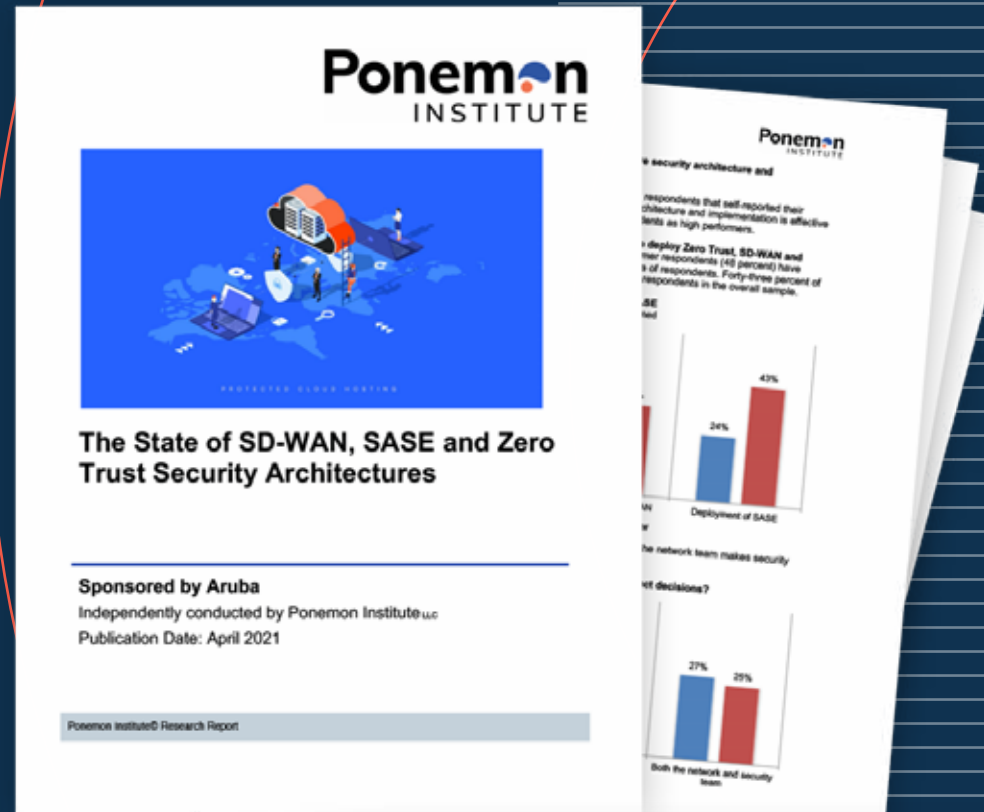 Ponemon
INSTITUTE
PROTECTED CLOUD HOSTING
The State of SD-WAN, SASE and Zero
Trust Security Architectures
Sponsored by Aruba
Independently conducted by Ponemon Institute LLC
Publication Date: April 2021
Ponemon Institute© Research Report
Ponemon
INSTITUTE
security architecture and
respondents that self-reported their
architecture and implementation is effective
as high performers.
deploy Zero Trust, SD-WAN and
respondents (48 percent) have
of respondents. Forty-three percent of
respondents in the overall sample.
43%
24%
Deployment of SASE
the network team makes security
decisions?
27%
25%
Both the network and security
team